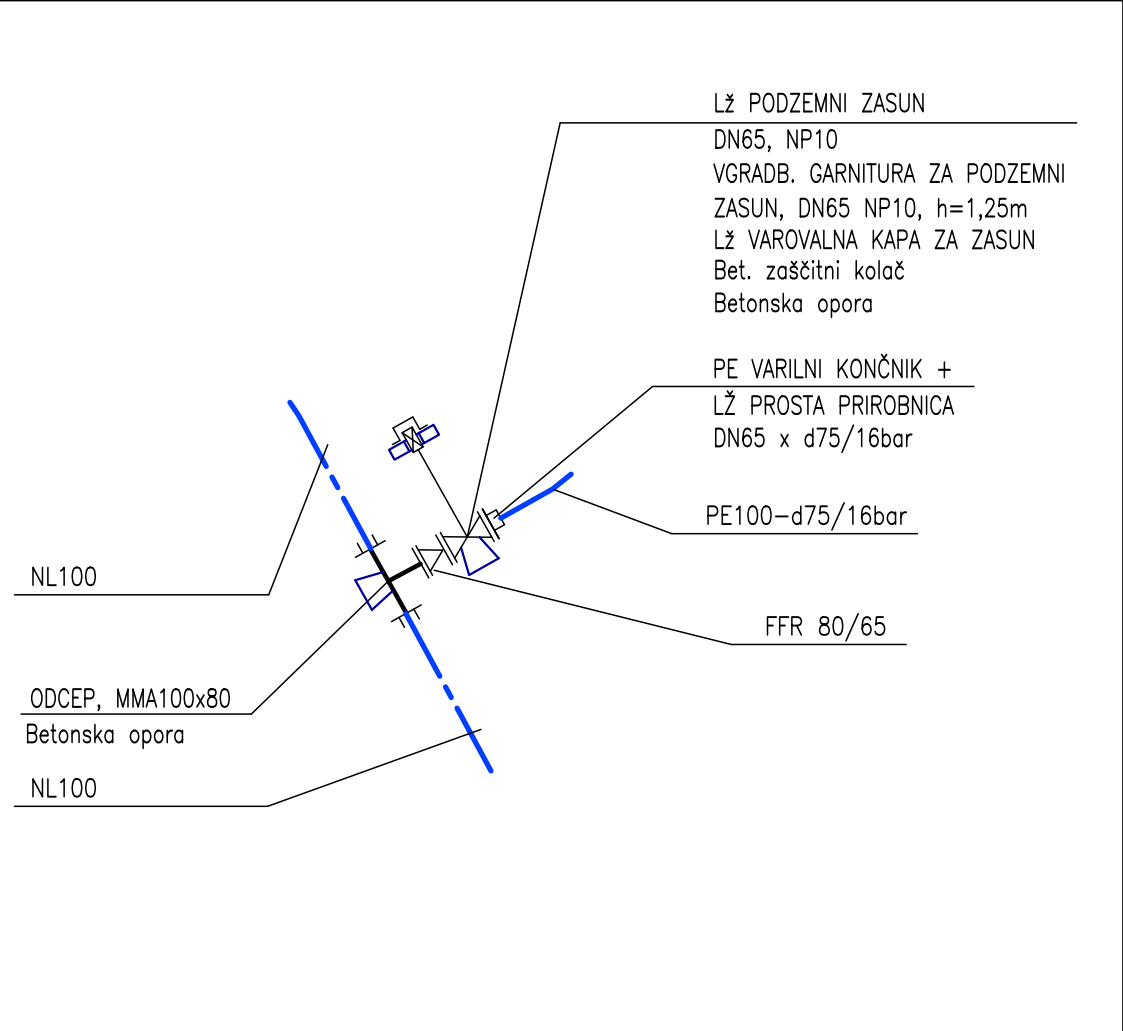 Lž PODZEMNI ZASUN
DN65, NP10
VGRADB. GARNITURA ZA PODZEMNI
ZASUN, DN65 NP10, h=1,25m
Lž VAROVALNA KAPA ZA ZASUN
Bet. zaščitni kolač
Betonska opora
PE VARILNI KONČNIK +
LŽ PROSTA PRIROBNICA
DN65 x d75/16bar
PE100-d75/16bar
NL100
FFR 80/65
ODCEP, MMA100x80
Betonska opora
NL100